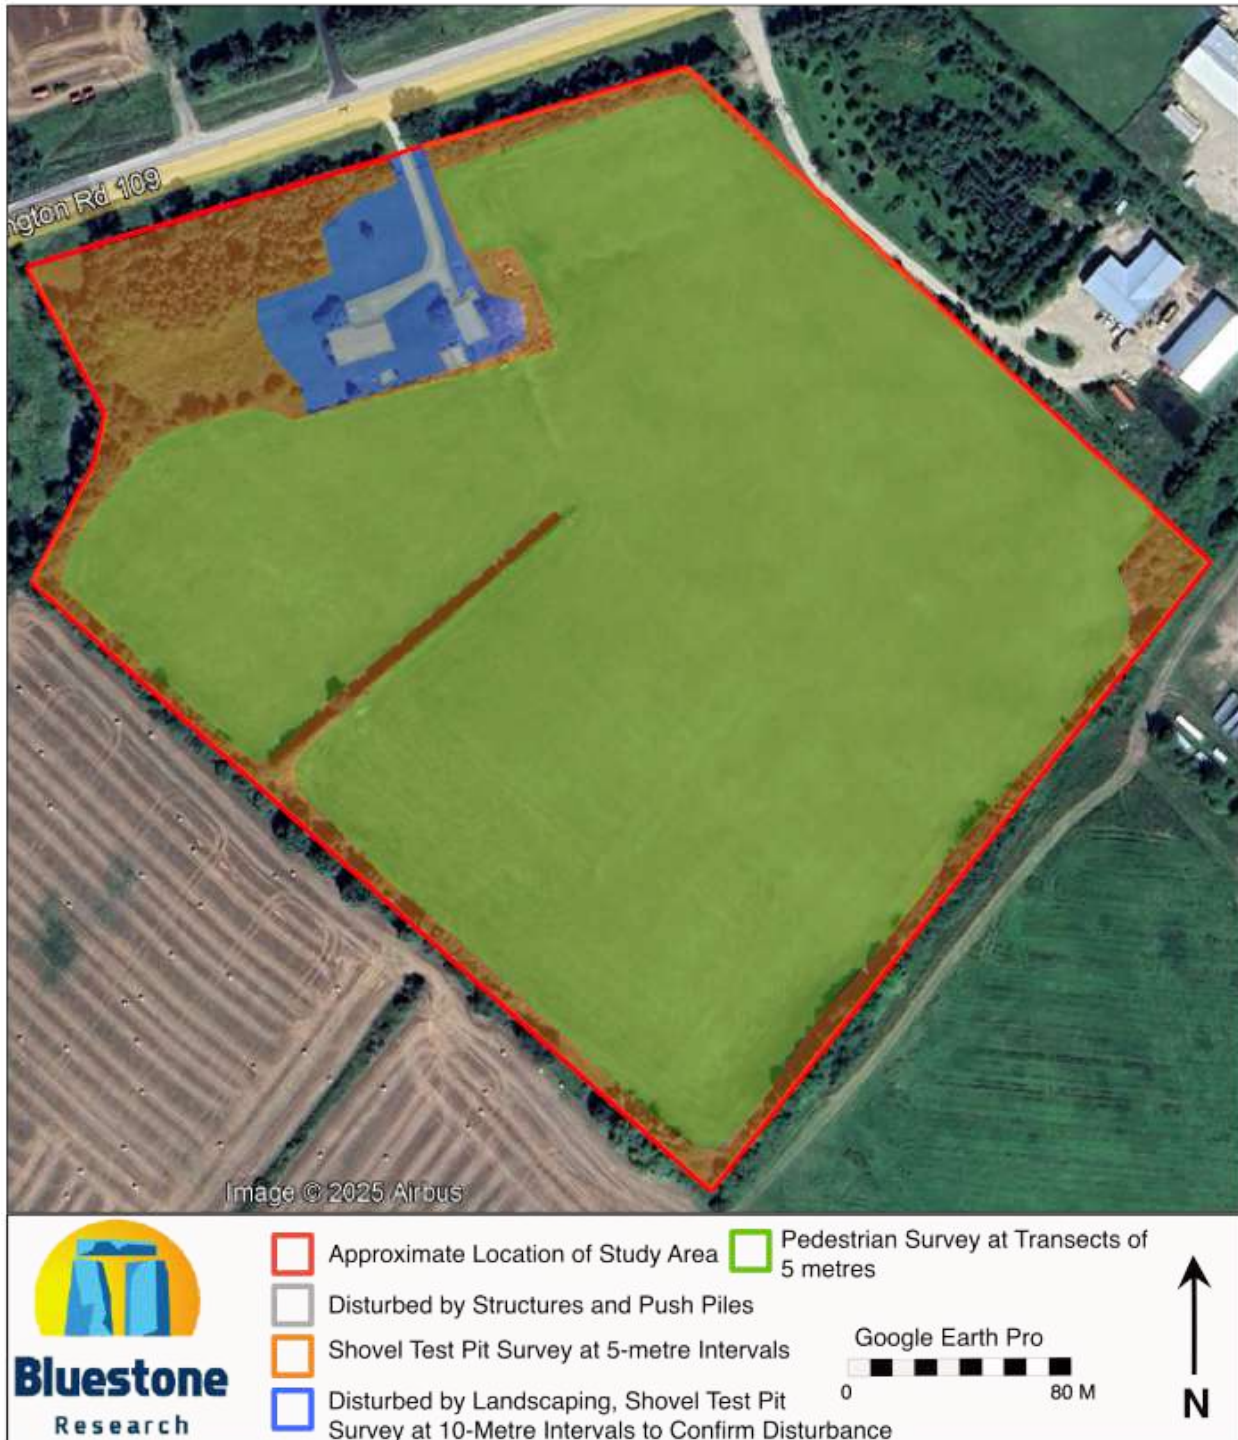 ngton Rd 109
Image © 2025 Airbus
Bluestone
Research
Approximate Location of Study Area
Disturbed by Structures and Push Piles
Shovel Test Pit Survey at 5-metre Intervals
Disturbed by Landscaping, Shovel Test Pit
Survey at 10-Metre Intervals to Confirm Disturbance
Pedestrian Survey at Transects of
5 metres
Google Earth Pro
0 80 M
N